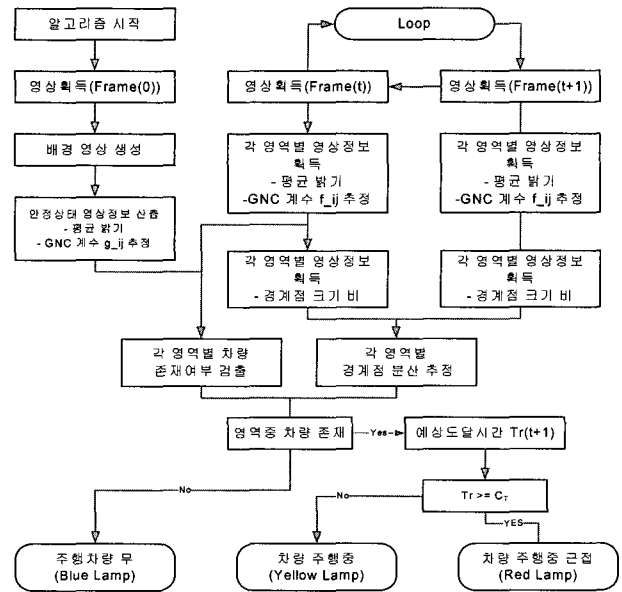 알고리즘 시작
Loop
영상획득(Frame(0))
영상획득(Frame(t))
영상획득(Frame(t+1))
배경 영상 생성
각 영역별 영상정보
획득
- 평균 밝기
-GNC 계수 f_ij 추정
각 영역별 영상정보
획득
- 평균 밝기
-GNC 계수 f_ij 추정
안정상태 영상정보 산출
- 평균 밝기
- GNC 계수 g_ij 추정
각 영역별 영상정보
획득
- 경계점 크기 비
각 영역별 영상정보
획득
- 경계점 크기 비
각 영역별 차량
존재여부 검출
각 영역별
경계점 분산 추정
영역중 차량 존재
Yes
예상도달시간 Tr(t+1)
No
No
Tr >= C_T
YES
주행차량 무
(Blue Lamp)
차량 주행중
(Yellow Lamp)
차량 주행중 근접
(Red Lamp)